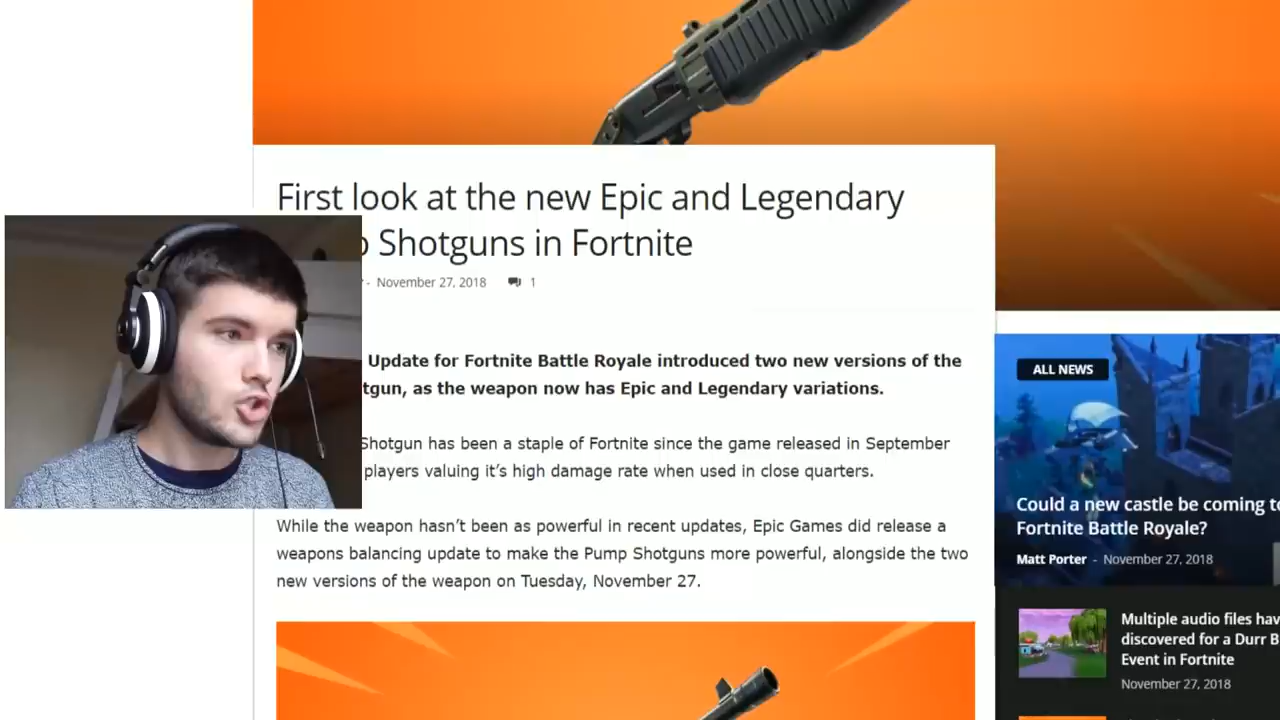 First look at the new Epic and Legendary
Shotguns in Fortnite
- November 27, 2018 1
Update for Fortnite Battle Royale introduced two new versions of the
as the weapon now has Epic and Legendary variations.
Shotgun has been a staple of Fortnite since the game released in September
players valuing it's high damage rate when used in close quarters.
While the weapon hasn't been as powerful in recent updates, Epic Games did release a
weapons balancing update to make the Pump Shotguns more powerful, alongside the two
new versions of the weapon on Tuesday, November 27.
ALL NEWS
Could a new castle be coming to
Fortnite Battle Royale?
Matt Porter - November 27, 2018
Multiple audio files
discovered for a Durr
Event in Fortnite
November 27, 2018